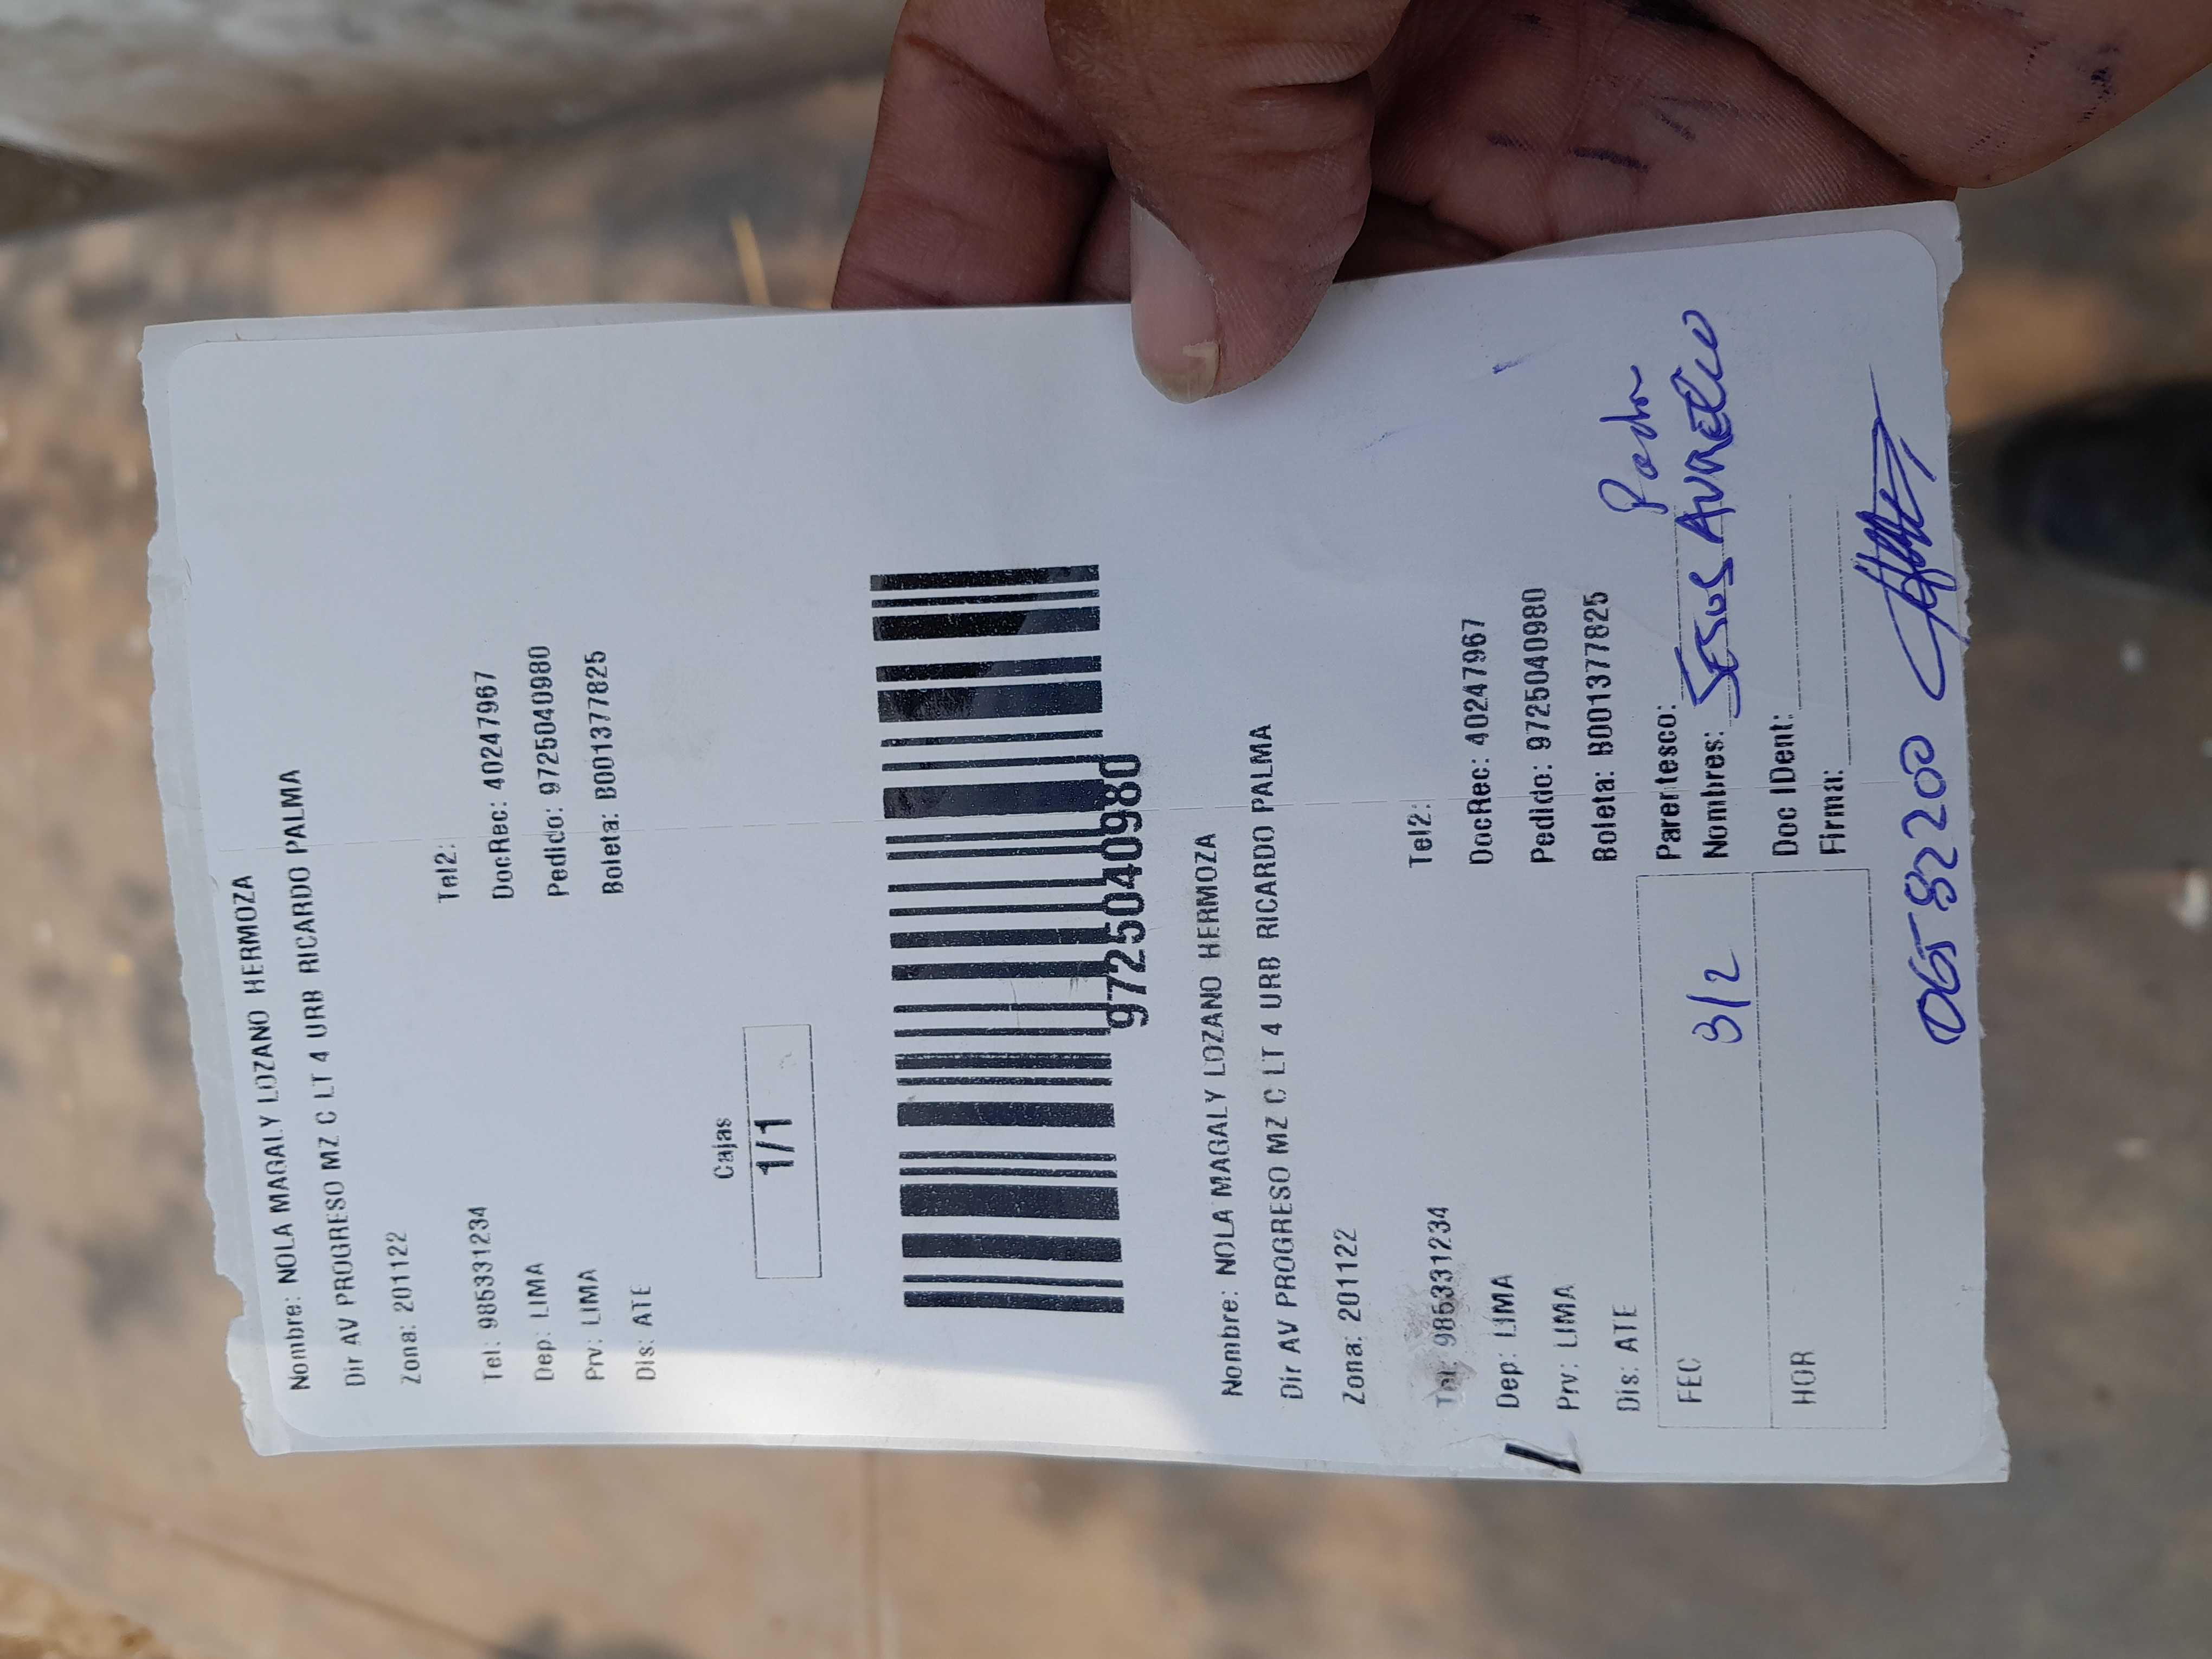 Nombre: NOLA MAGALY LOZANO HERMOZA
Dir AV PROGRESO MZ C LT 4 URB RICARDO PALMA
Zona: 201122
Tel: 985331234 Tel2:
Dep: LIMA DocRec: 40247967
Prv: LIMA Pedido: 9725040980
Dis: ATE Boleta: B001377825
Cajas
1/1
9725040980
Nombre: NOLA MAGALY LOZANO HERMOZA
Dir AV PROGRESO MZ C LT 4 URB RICARDO PALMA
Zona: 201122
Tel: 985331234 Tel2:
Dep: LIMA DocRec: 40247967
Prv: LIMA Pedido: 9725040980
Dis: ATE Boleta: B001377825
FEC 3/2 Parentesco:
Nombres: JESUS AURELIO
HOR Doc IDent:
Firma: